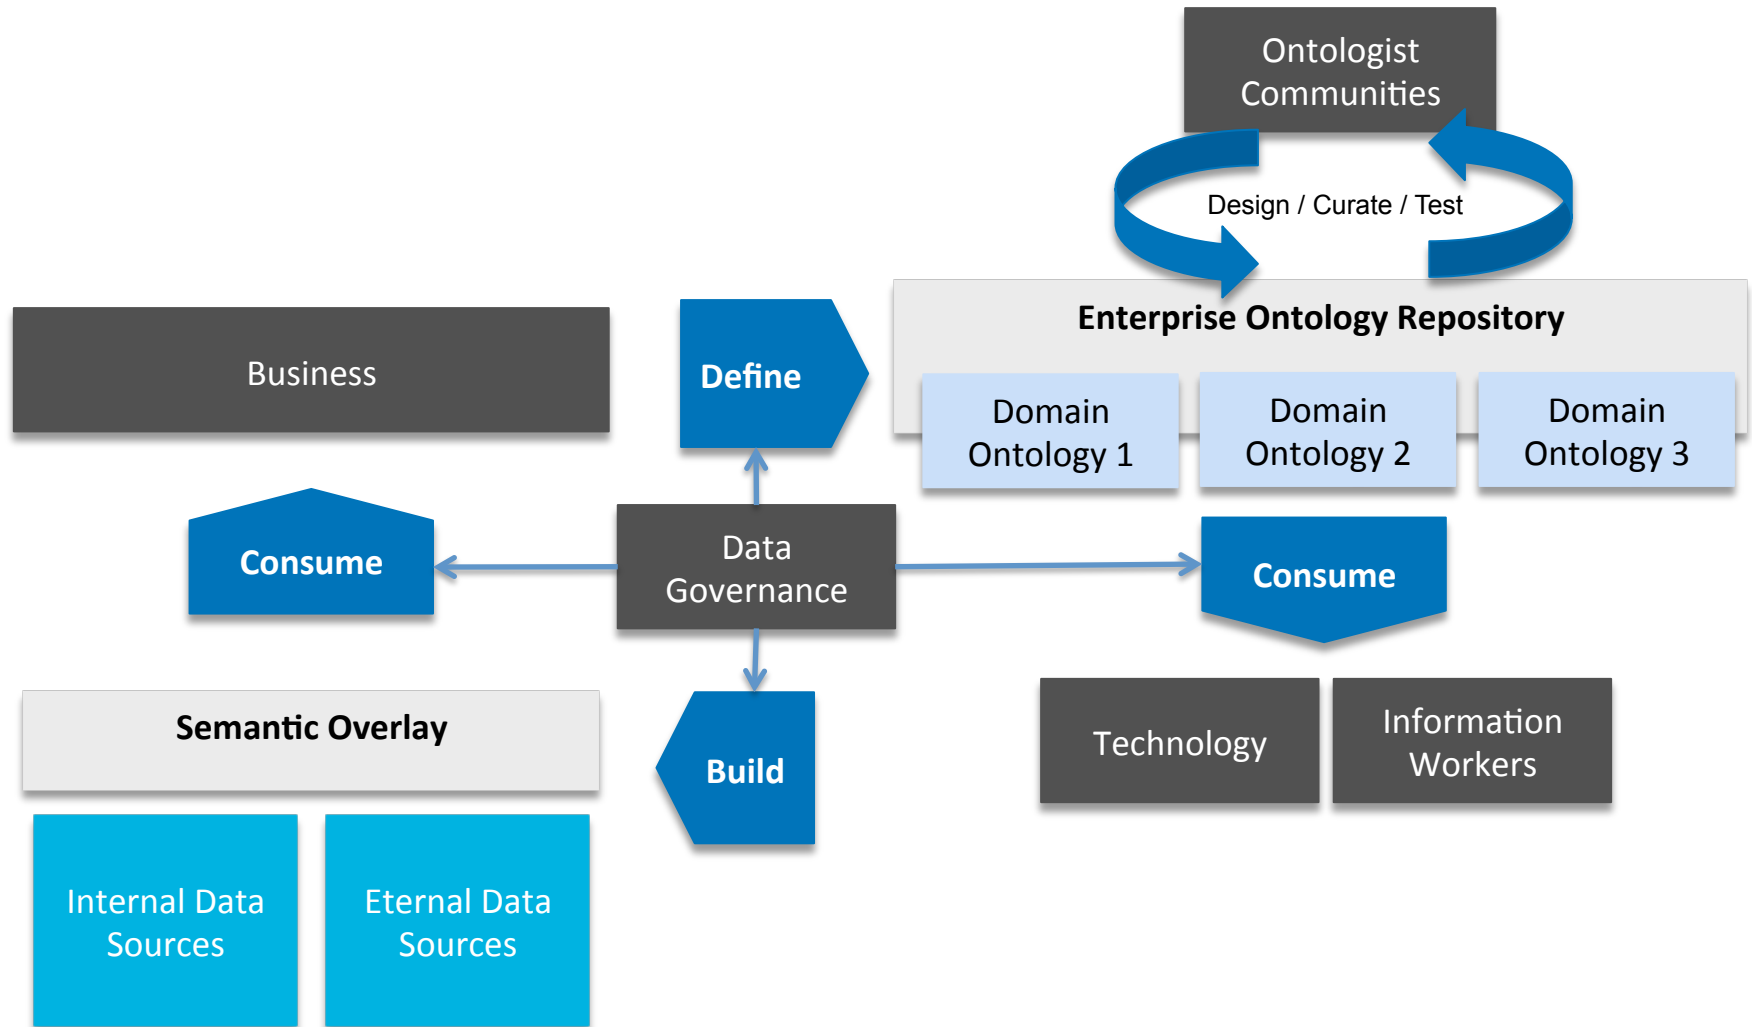 Ontologist
Communities
Design / Curate / Test
Enterprise Ontology Repository
Business
Define
Domain
Ontology 1
Domain
Ontology 2
Domain
Ontology 3
Consume
Data
Governance
Consume
Semantic Overlay
Build
Technology
Information
Workers
Internal Data
Sources
Eternal Data
Sources